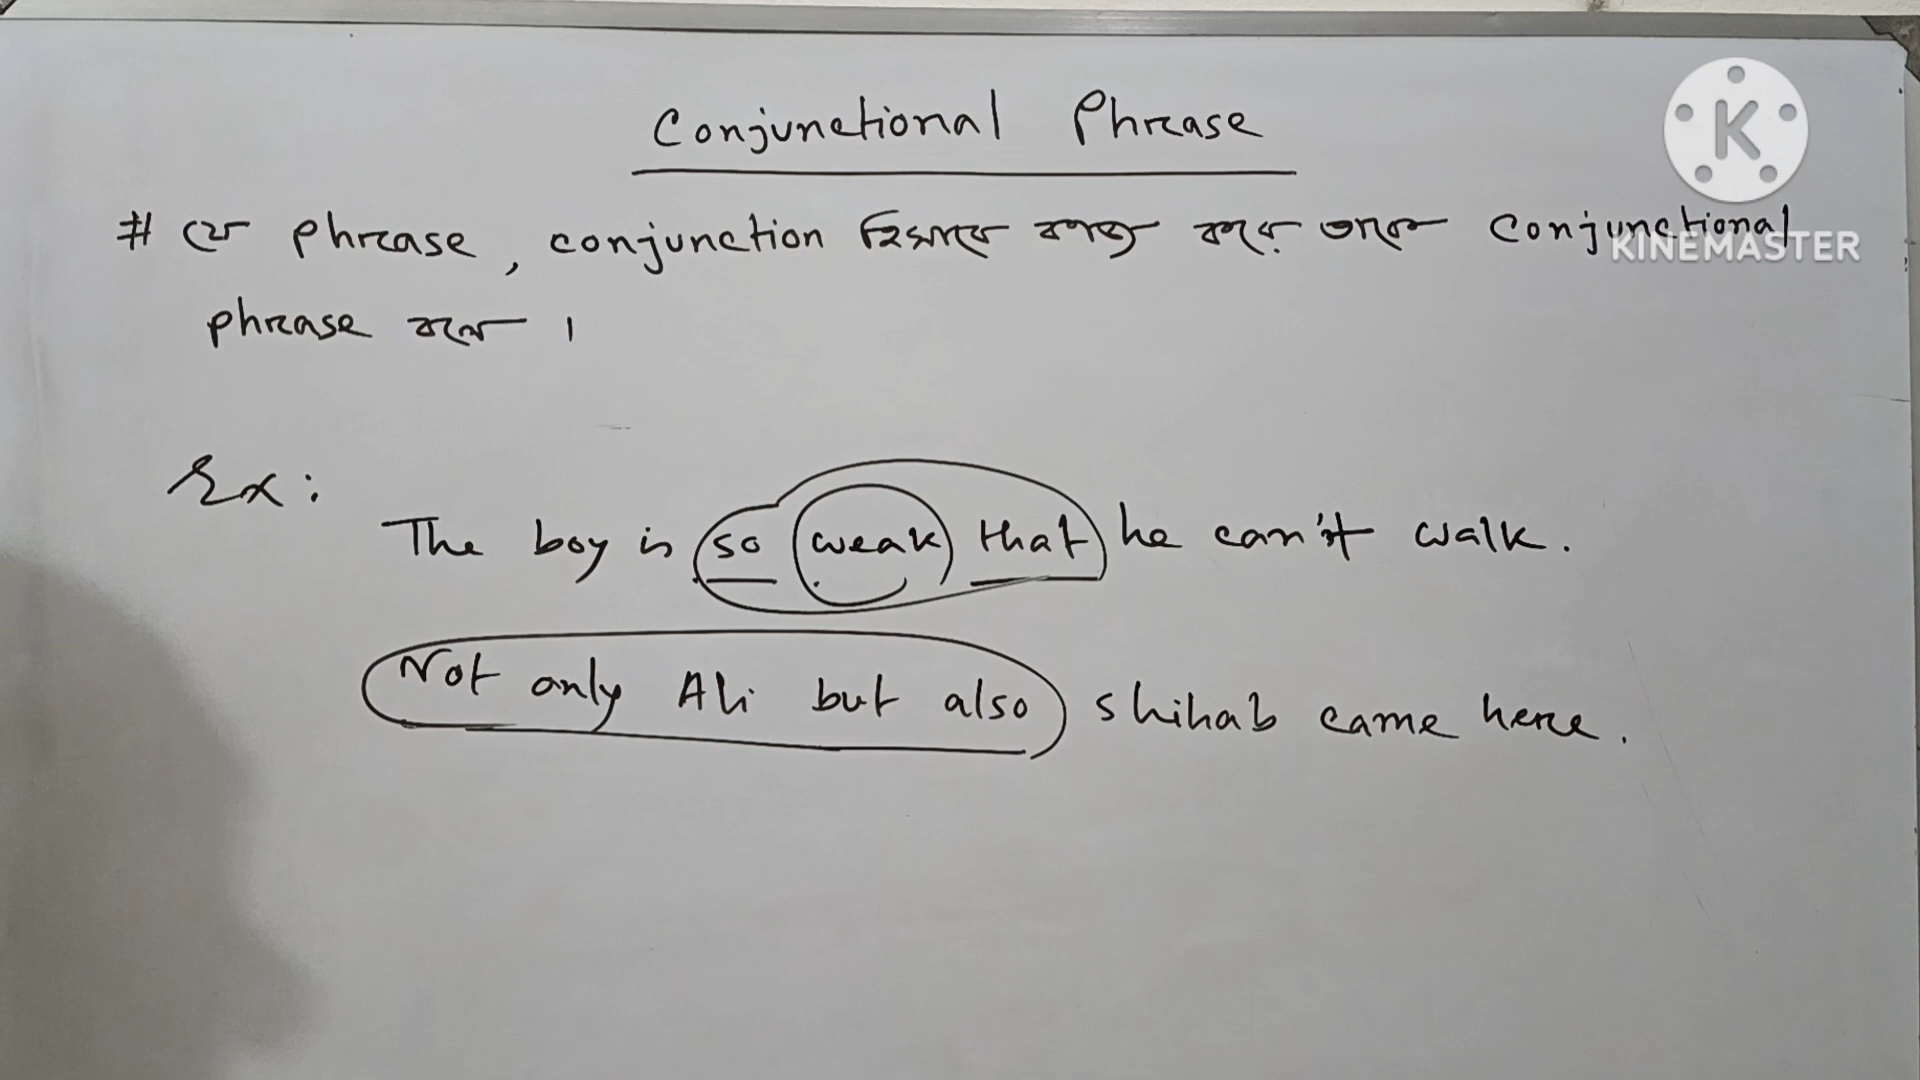 Conjunctional Phrase
# যে phrase, conjunction হিসাবে কাজ করে তাকে conjunctional
phrase বলে ।
Ex:
The boy is so weak that he can't walk.
Not only Ali but also shihab came here.
K
KINEMASTER